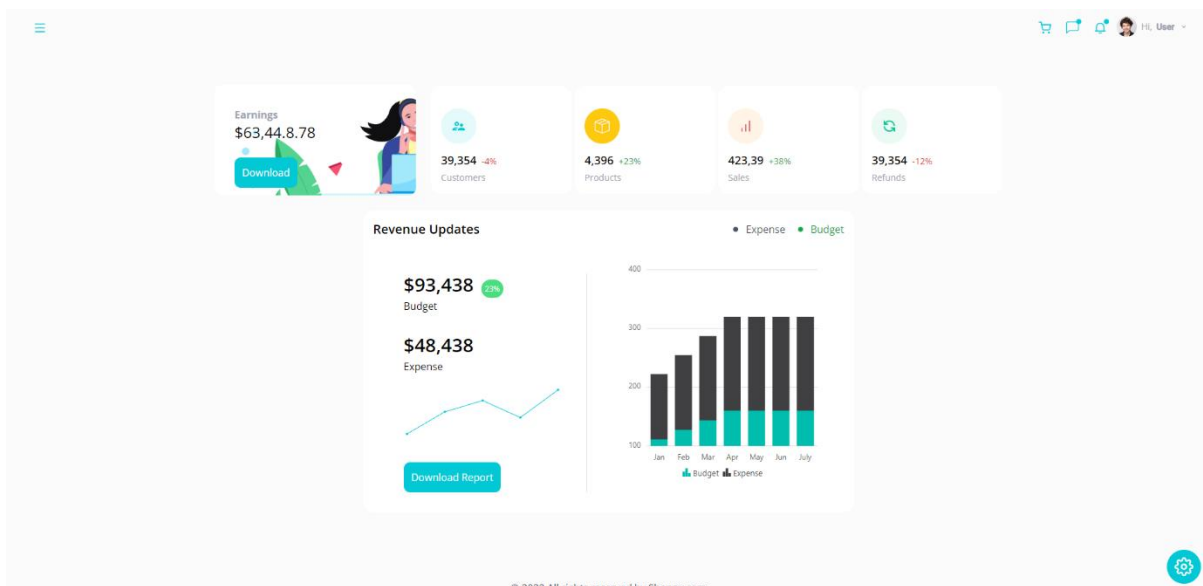 Hi, User
Earnings
$63,44.8.78
Download
39,354 -4%
Customers
4,396 +23%
Products
423,39 +38%
Sales
39,354 -12%
Refunds
Revenue Updates
Expense Budget
$93,438 23%
Budget
$48,438
Expense
Download Report
400
300
200
100
Jan Feb Mar Apr May Jun July
Budget Expense